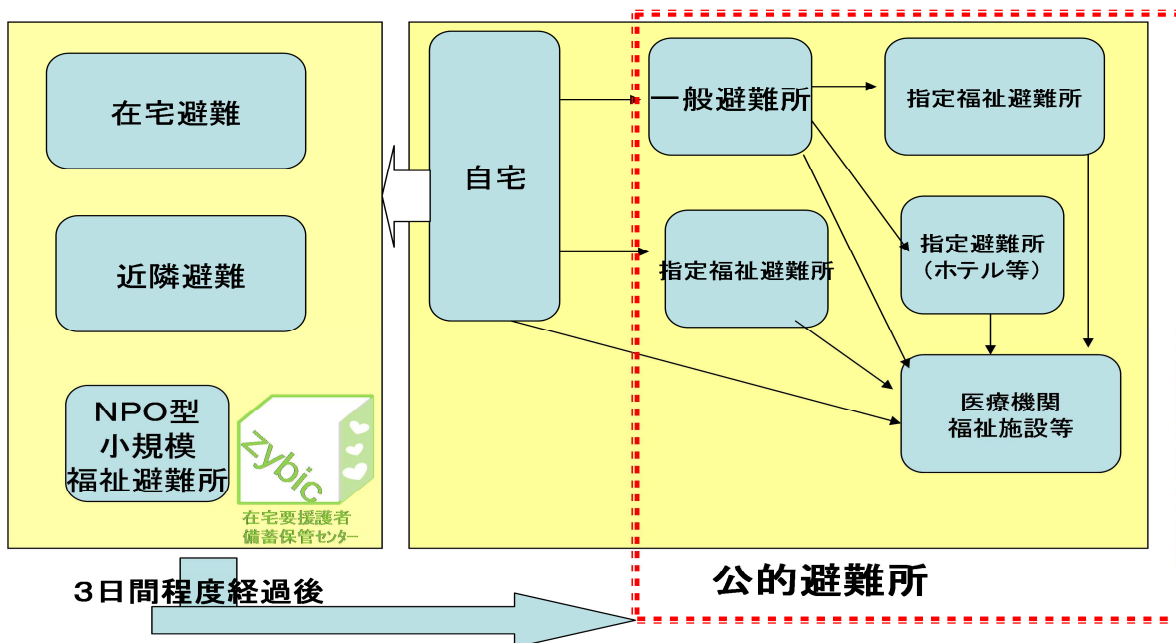 在宅避難
近隣避難
NPO型
小規模
福祉避難所
zybic
在宅要援護者
備蓄保管センター
自宅
一般避難所
指定福祉避難所
指定福祉避難所
指定避難所
(ホテル等)
医療機関
福祉施設等
3日間程度経過後
公的避難所